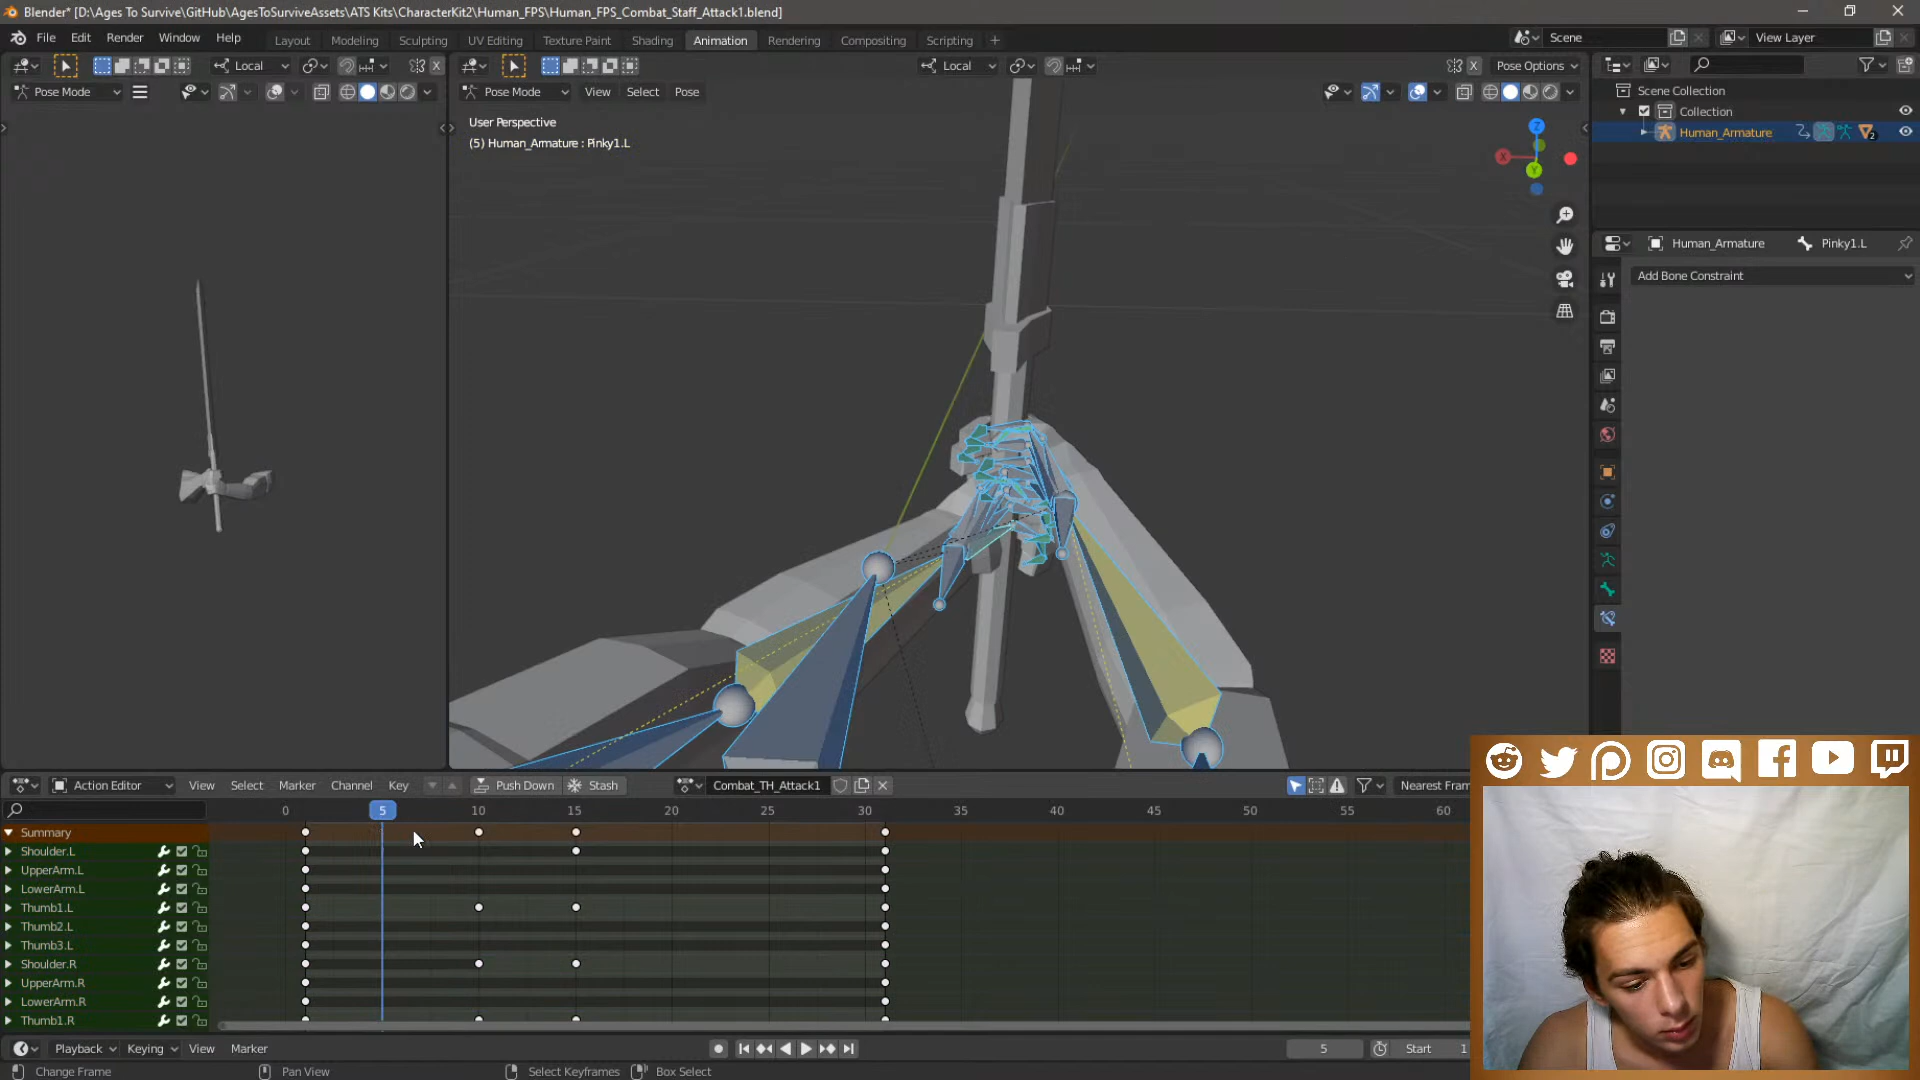 Blender* [D:\Ages To Survive\GitHub\AgesToSurviveAssets\ATS Kits\CharacterKit2\Human_FPS\Human_FPS_Combat_Staff_Attack1.blend]
File Edit Render Window Help
Layout Modeling Sculpting UV Editing Texture Paint Shading Animation Rendering Compositing Scripting +
Scene
View Layer
Local
Local
Pose Options
Pose Mode
Pose Mode View Select Pose
User Perspective
(5) Human_Armature : Pinky1.L
Z
X
Y
Scene Collection
Collection
Human_Armature
2
Human_Armature
Pinky1.L
Add Bone Constraint
Action Editor View Select Marker Channel Key
Push Down
Stash
Combat_TH_Attack1
Nearest Fram
0 5 10 15 20 25 30 35 40 45 50 55 60
Summary
Shoulder.L
UpperArm.L
LowerArm.L
Thumb1.L
Thumb2.L
Thumb3.L
Shoulder.R
UpperArm.R
LowerArm.R
Thumb1.R
Playback Keying View Marker
5
Start 1
Change Frame
Pan View
Select Keyframes
Box Select